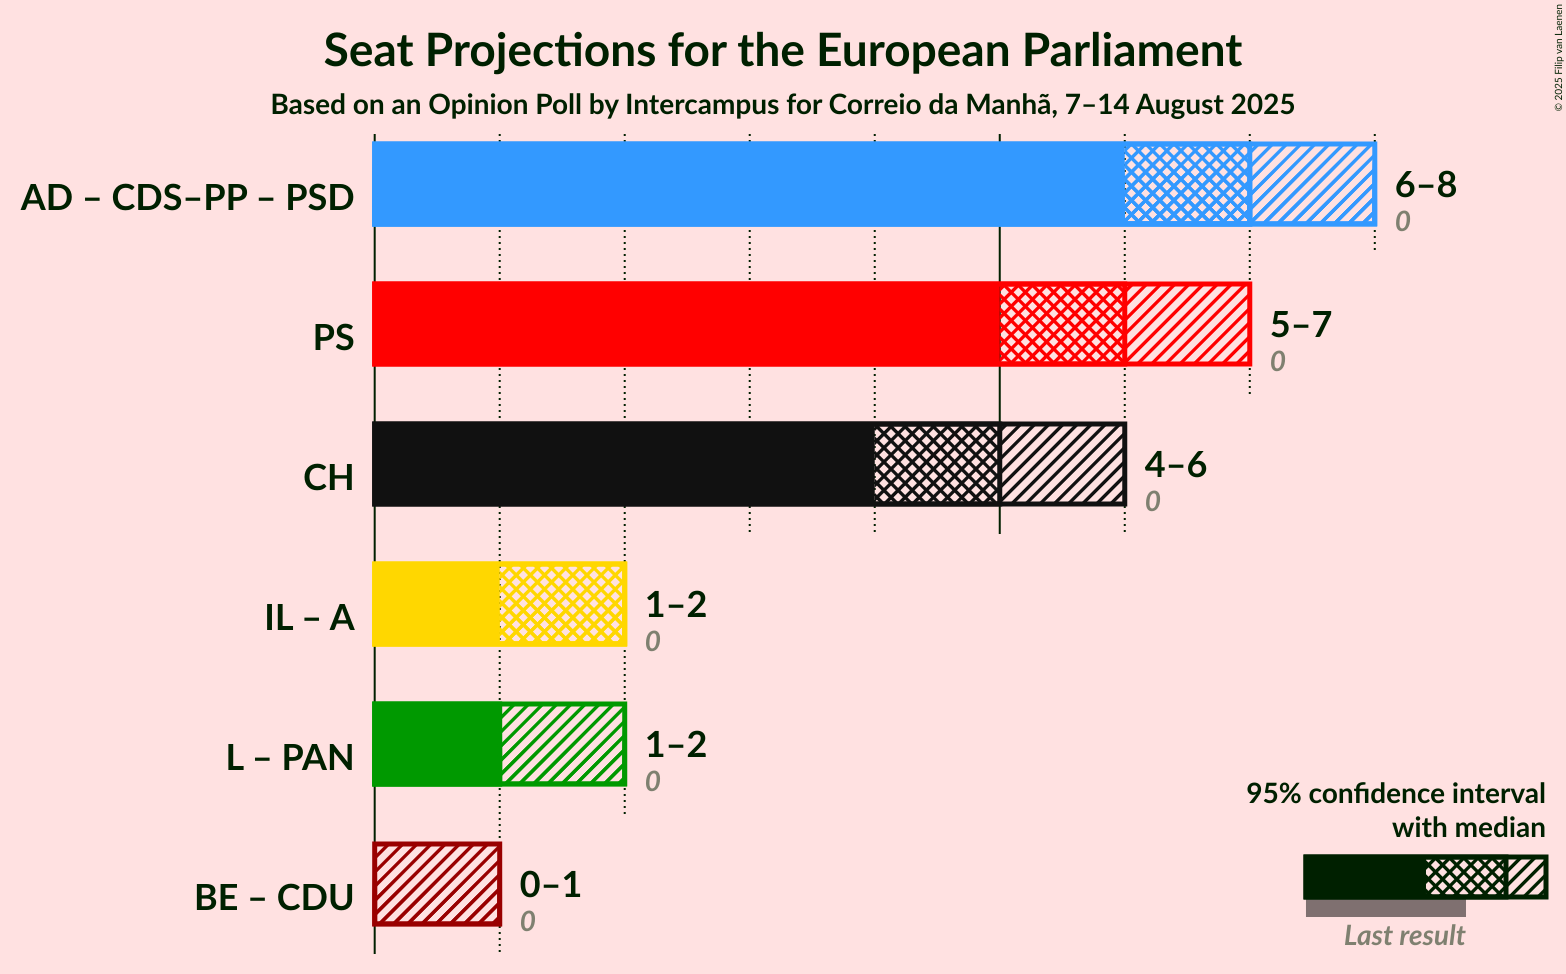 Seat Projections for the European Parliament
Based on an Opinion Poll by Intercampus for Correio da Manhã, 7–14 August 2025
© 2025 Filip van Laenen
AD – CDS–PP – PSD
6–8
0
PS
5–7
0
CH
4–6
0
IL – A
1–2
0
L – PAN
1–2
0
BE – CDU
0–1
0
95% confidence interval
with median
Last result